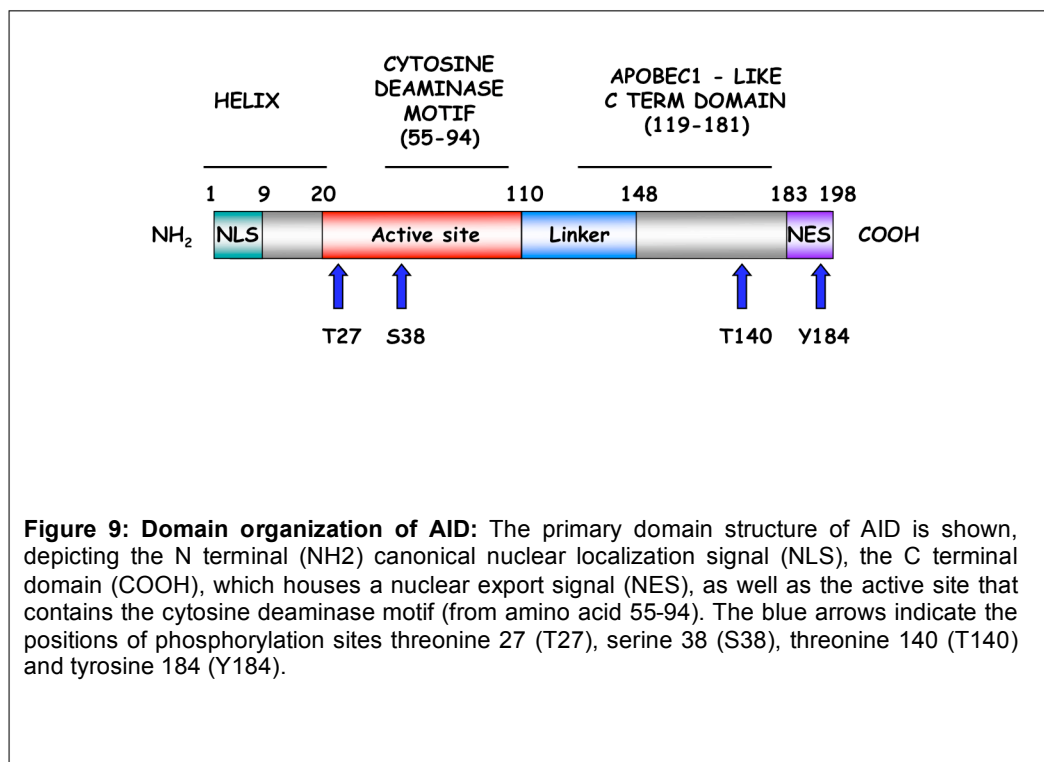 CYTOSINE
DEAMINASE
MOTIF
(55-94)
APOBEC1 - LIKE
C TERM DOMAIN
(119-181)
HELIX
1 9 20 110 148 183 198
NH2 NLS Active site Linker NES COOH
T27 S38 T140 Y184
Figure 9: Domain organization of AID: The primary domain structure of AID is shown,
depicting the N terminal (NH2) canonical nuclear localization signal (NLS), the C terminal
domain (COOH), which houses a nuclear export signal (NES), as well as the active site that
contains the cytosine deaminase motif (from amino acid 55-94). The blue arrows indicate the
positions of phosphorylation sites threonine 27 (T27), serine 38 (S38), threonine 140 (T140)
and tyrosine 184 (Y184).